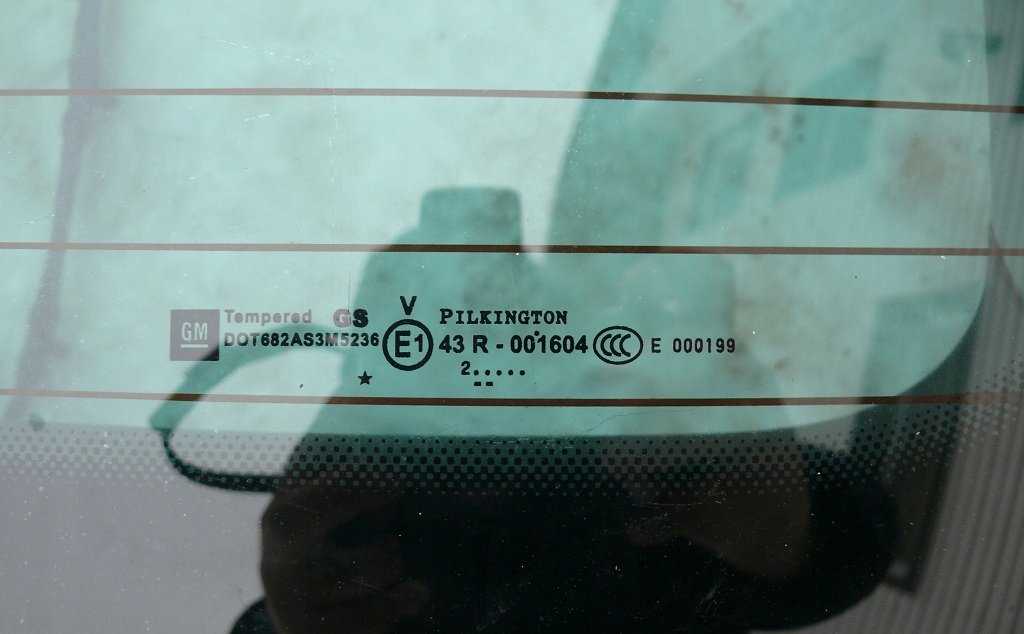 GM
Tempered GS V PILKINGTON
DOT682AS3M5236 E1 43 R - 001604 CCC E 000199
2.....
--